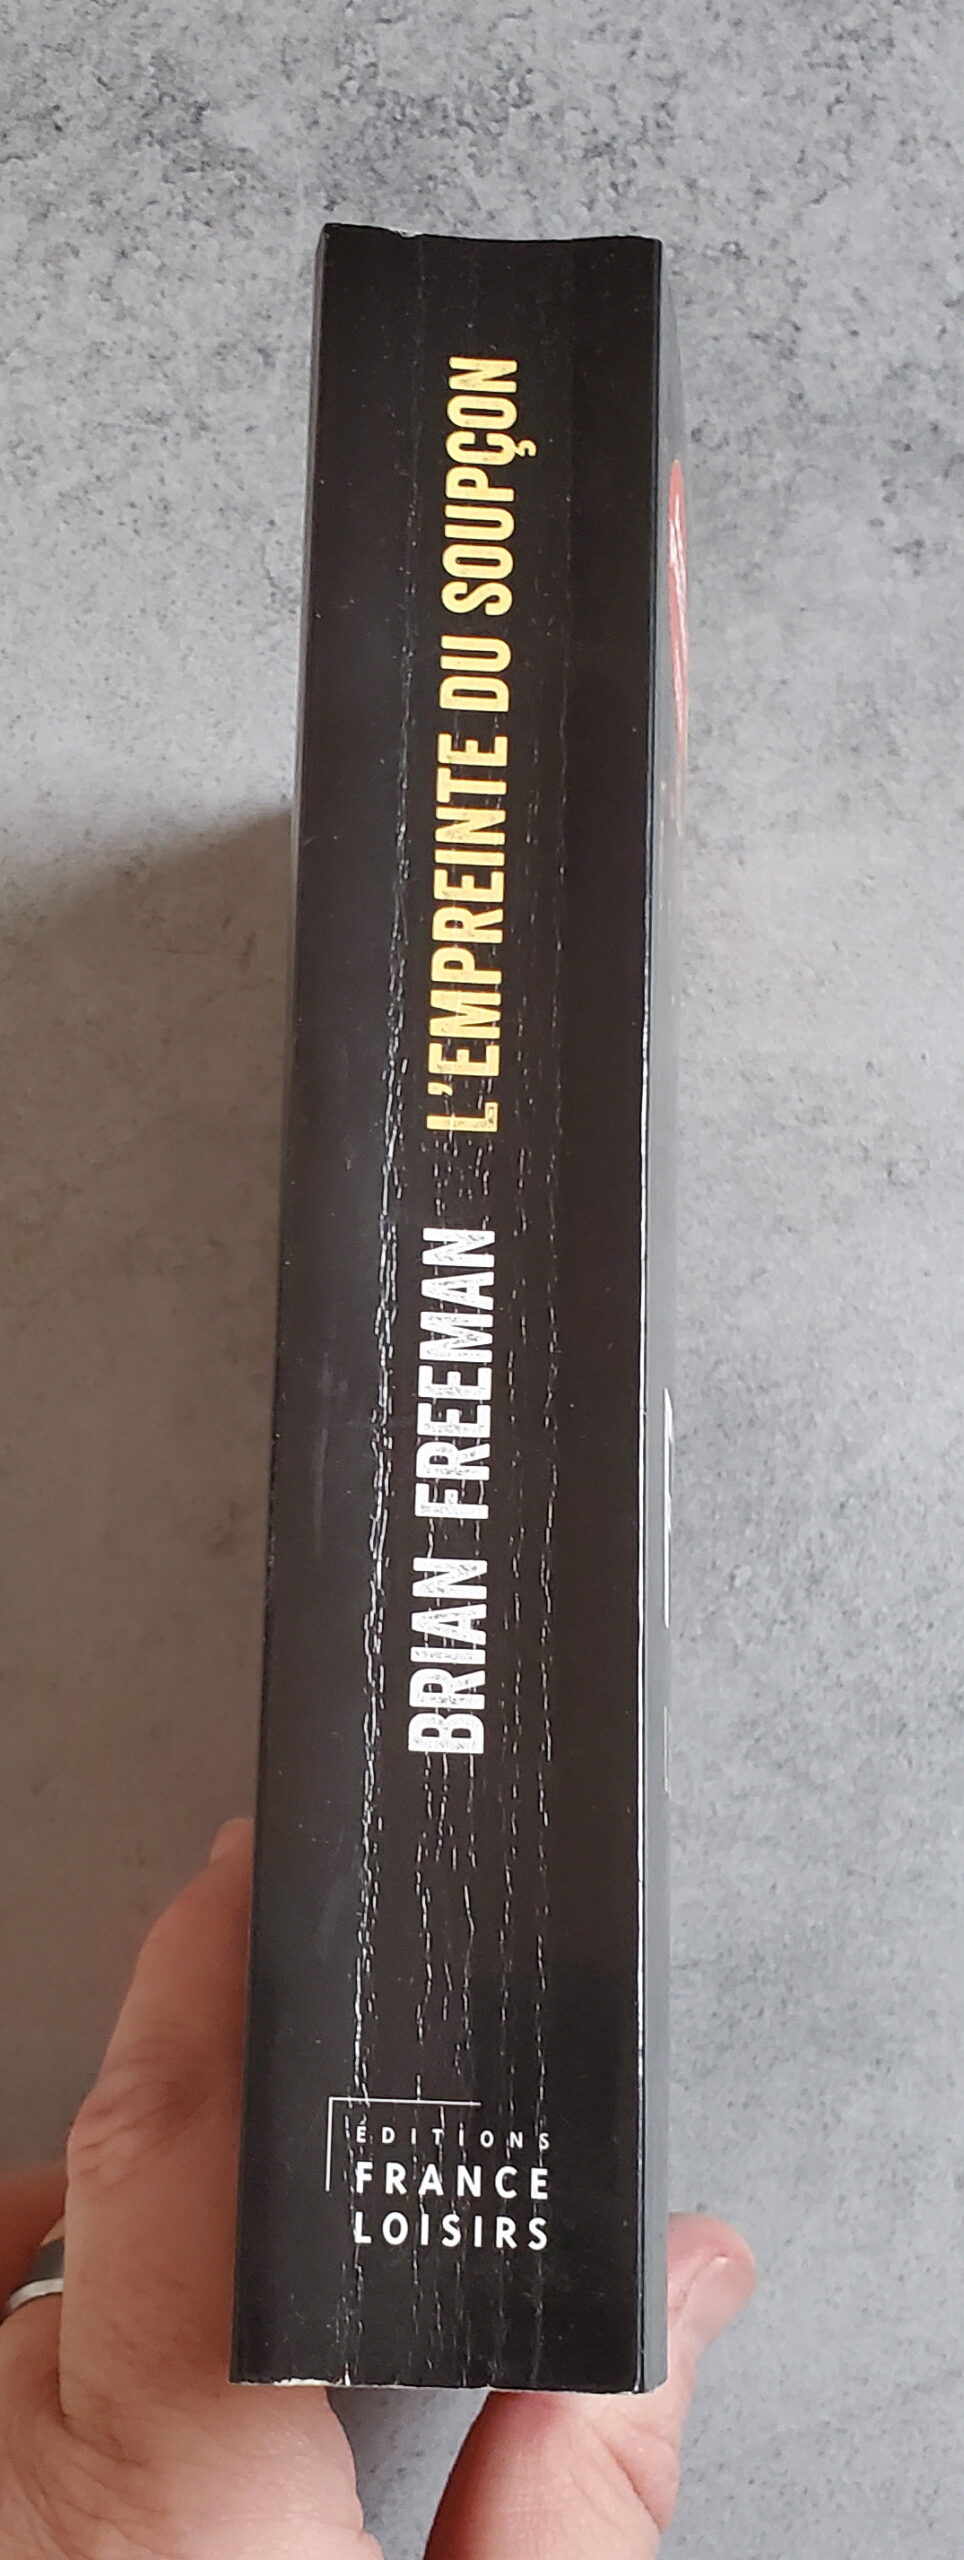 BRIAN FREEMAN L'EMPREINTE DU SOUPÇON
ÉDITIONS
FRANCE
LOISIRS